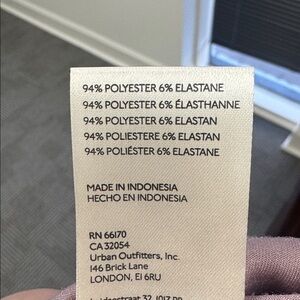 94% POLYESTER 6% ELASTANE
94% POLYESTER 6% ÉLASTHANNE
94% POLYESTER 6% ELASTAN
94% POLIESTERE 6% ELASTAN
94% POLIÉSTER 6% ELASTANE
MADE IN INDONESIA
HECHO EN INDONESIA
RN 66170
CA 32054
Urban Outfitters, Inc.
146 Brick Lane
LONDON, E1 6RU
32, 1017